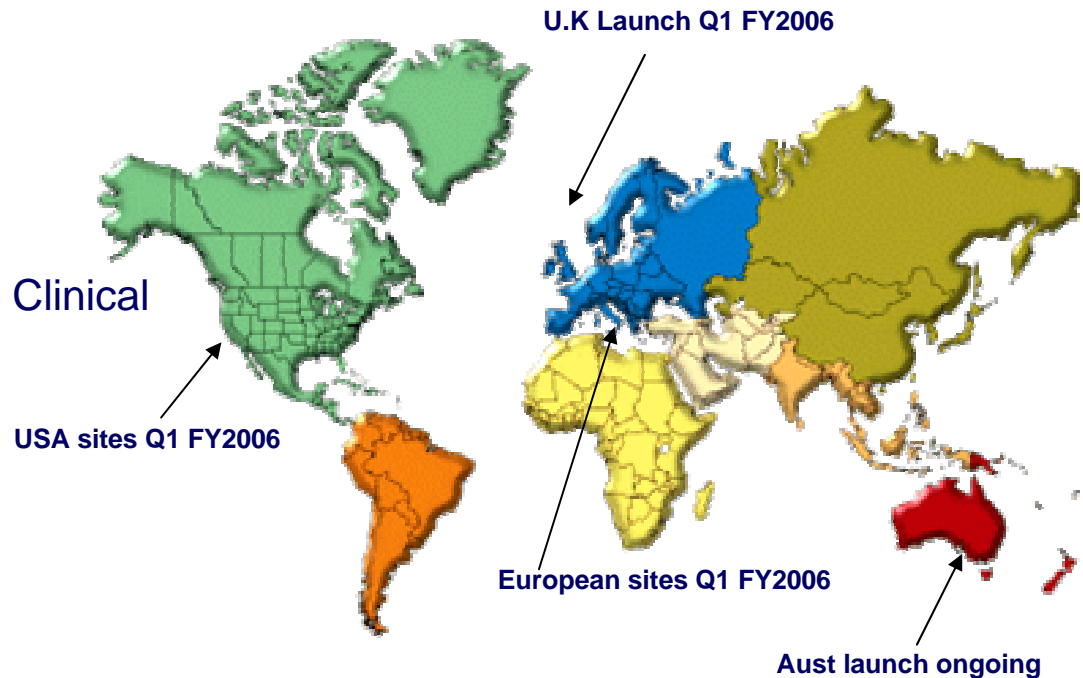 U.K Launch Q1 FY2006
Clinical
USA sites Q1 FY2006
European sites Q1 FY2006
Aust launch ongoing